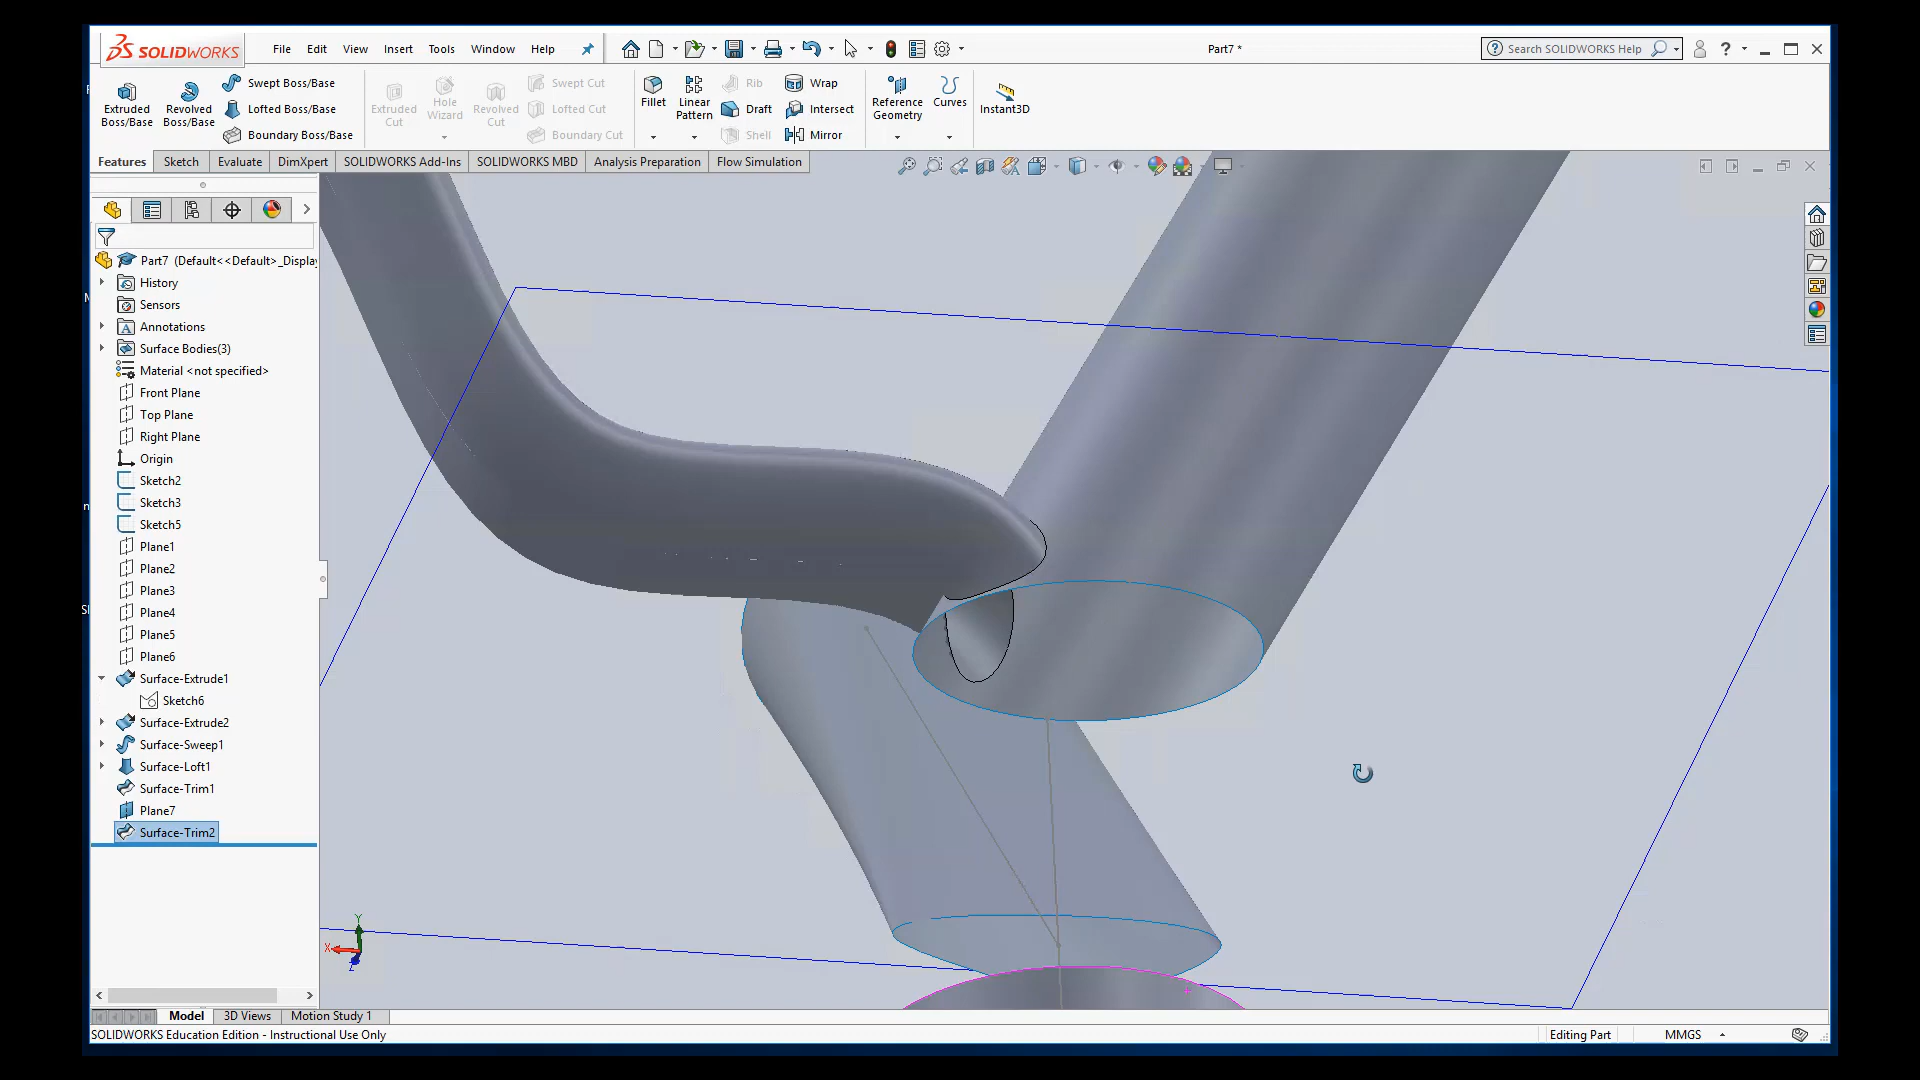 SOLIDWORKS
File Edit View Insert Tools Window Help
Part7 *
Search SOLIDWORKS Help
Extruded Boss/Base
Revolved Boss/Base
Swept Boss/Base
Lofted Boss/Base
Boundary Boss/Base
Extruded Cut
Hole Wizard
Revolved Cut
Swept Cut
Lofted Cut
Boundary Cut
Fillet
Linear Pattern
Rib
Draft
Shell
Wrap
Intersect
Mirror
Reference Geometry
Curves
Instant3D
Features Sketch Evaluate DimXpert SOLIDWORKS Add-Ins SOLIDWORKS MBD Analysis Preparation Flow Simulation
Part7 (Default<<Default>_Displa
History
Sensors
Annotations
Surface Bodies(3)
Material <not specified>
Front Plane
Top Plane
Right Plane
Origin
Sketch2
Sketch3
Sketch5
Plane1
Plane2
Plane3
Plane4
Plane5
Plane6
Surface-Extrude1
Sketch6
Surface-Extrude2
Surface-Sweep1
Surface-Loft1
Surface-Trim1
Plane7
Surface-Trim2
Y
X
Z
Model 3D Views Motion Study 1
SOLIDWORKS Education Edition - Instructional Use Only
Editing Part
MMGS